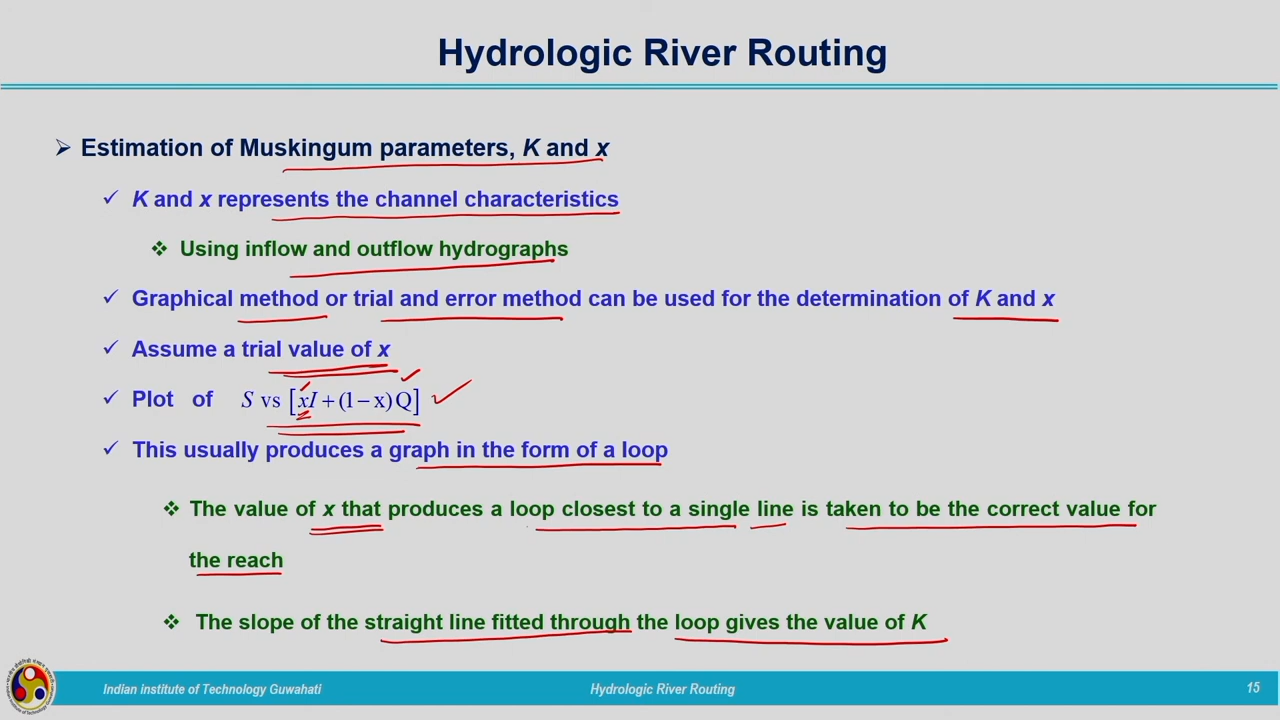 Hydrologic River Routing
➢ Estimation of Muskingum parameters, K and x
✓ K and x represents the channel characteristics
❖ Using inflow and outflow hydrographs
✓ Graphical method or trial and error method can be used for the determination of K and x
✓ Assume a trial value of x
✓ Plot of S vs [xI + (1 − x) Q]
✓ This usually produces a graph in the form of a loop
❖ The value of x that produces a loop closest to a single line is taken to be the correct value for
the reach
❖ The slope of the straight line fitted through the loop gives the value of K
Indian institute of Technology Guwahati Hydrologic River Routing 15